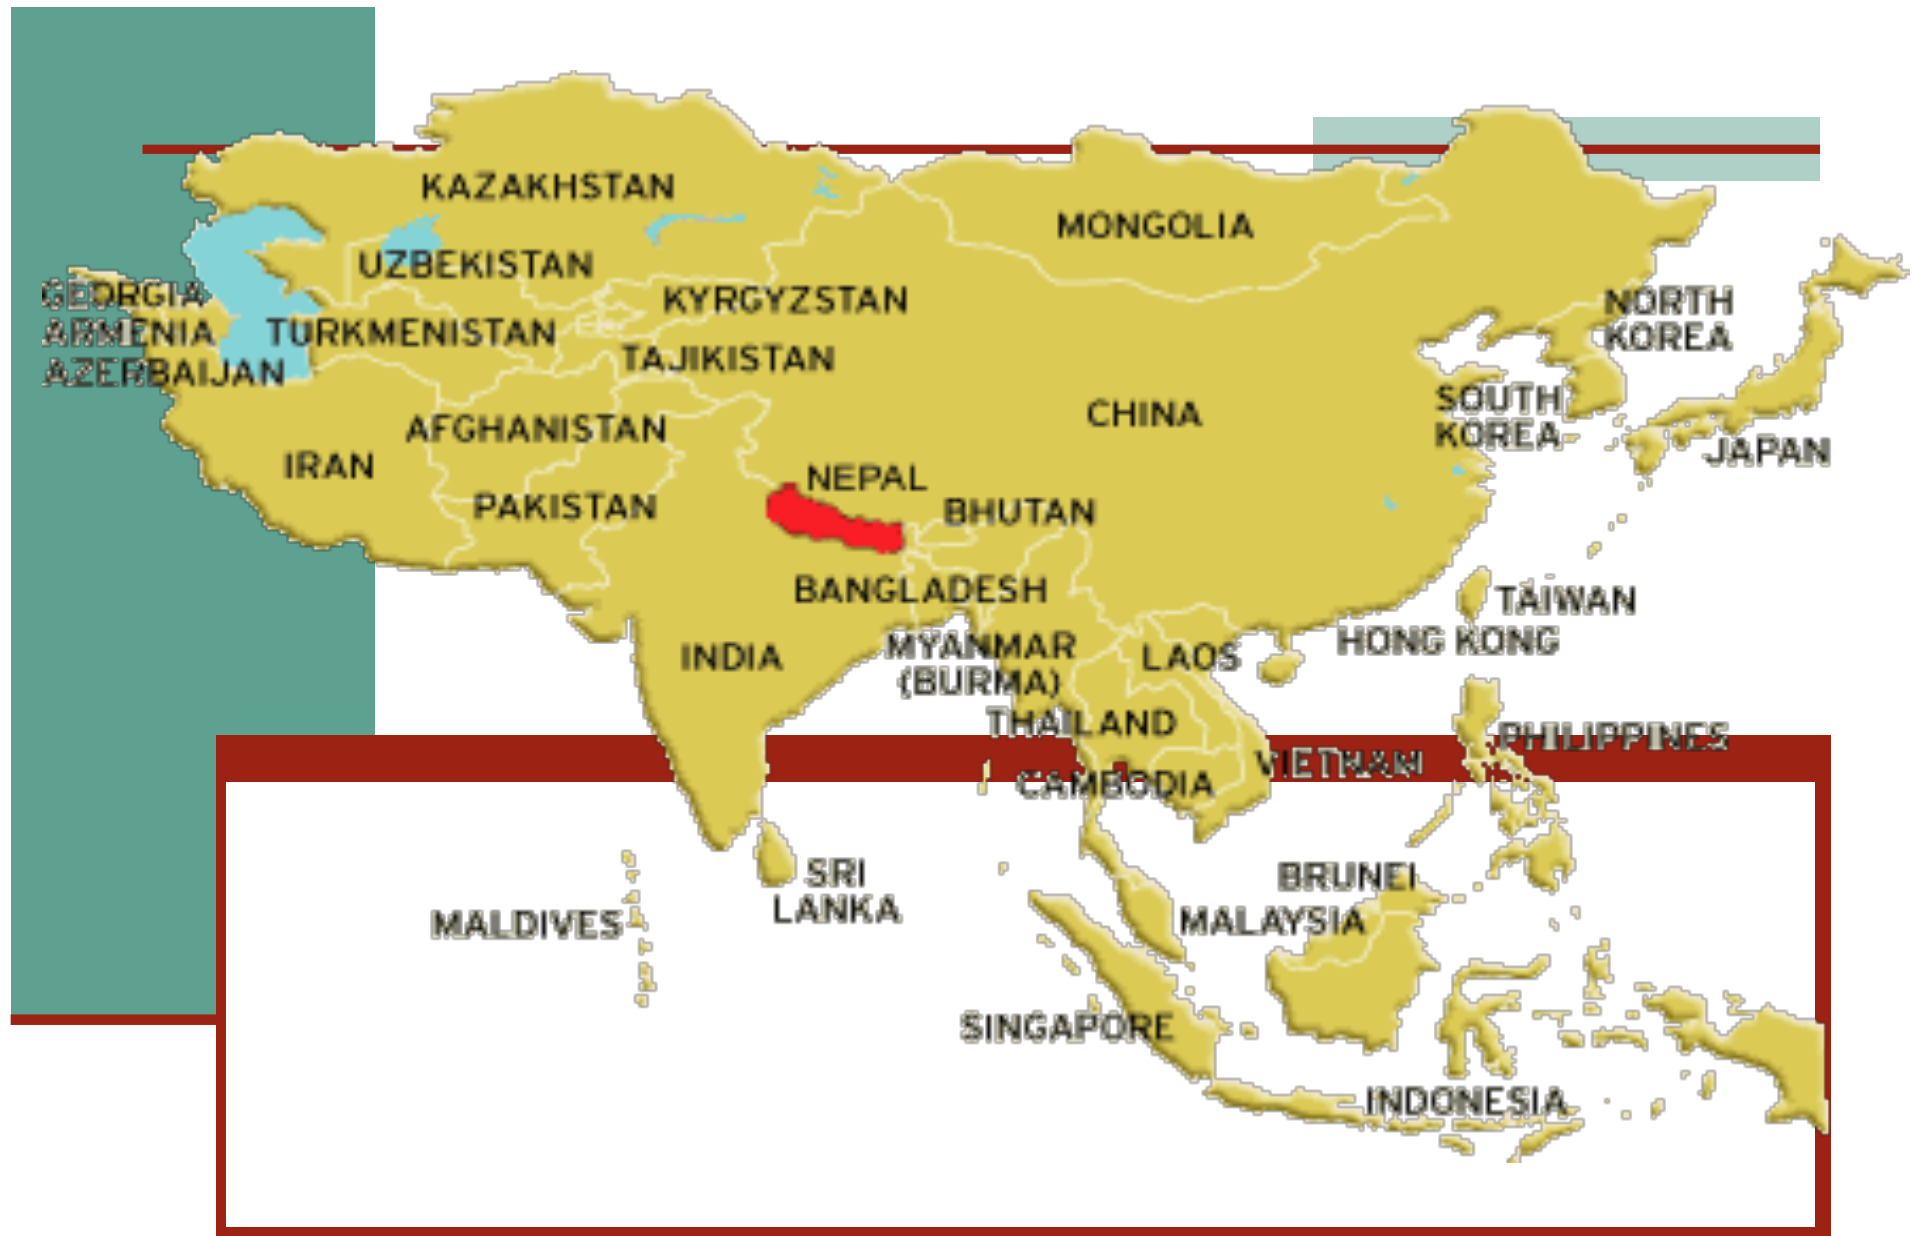 KAZAKHSTAN
MONGOLIA
UZBEKISTAN
GEORGIA
KYRGYZSTAN
NORTH
KOREA
ARMENIA
TURKMENISTAN
TAJIKISTAN
AZERBAIJAN
CHINA
SOUTH
KOREA
AFGHANISTAN
JAPAN
IRAN
NEPAL
PAKISTAN
BHUTAN
BANGLADESH
TAIWAN
HONG KONG
INDIA
MYANMAR
(BURMA)
LAOS
THAILAND
PHILIPPINES
VIETNAM
CAMBODIA
SRI
LANKA
BRUNEI
MALDIVES
MALAYSIA
SINGAPORE
INDONESIA